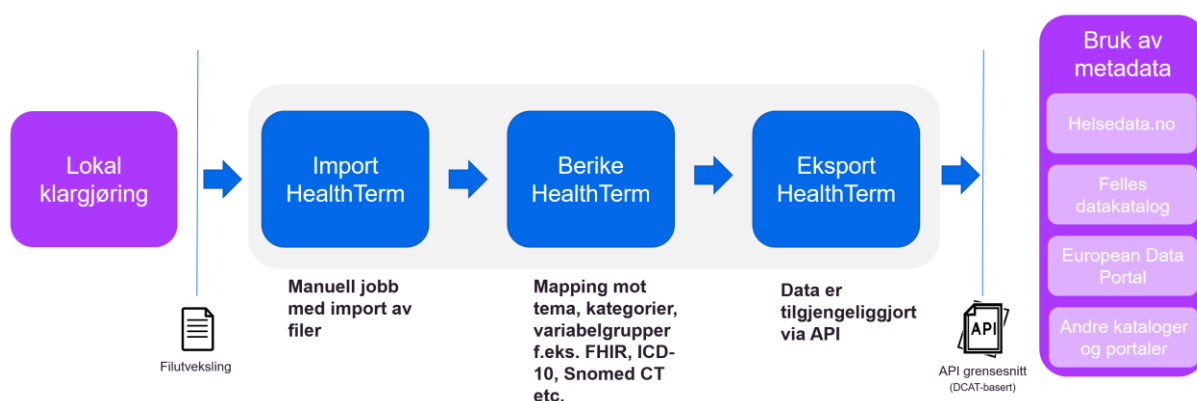 Lokal
klargjøring
Filutveksling
Import
HealthTerm
Manuell jobb
med import av
filer
Berike
HealthTerm
Mapping mot
tema, kategorier,
variabelgrupper
f.eks. FHIR, ICD-
10, Snomed CT
etc.
Eksport
HealthTerm
Data er
tilgjengeliggjort
via API
API
API grensesnitt
(DCAT-basert)
Bruk av
metadata
Helsedata.no
Felles
datakatalog
European Data
Portal
Andre kataloger
og portaler